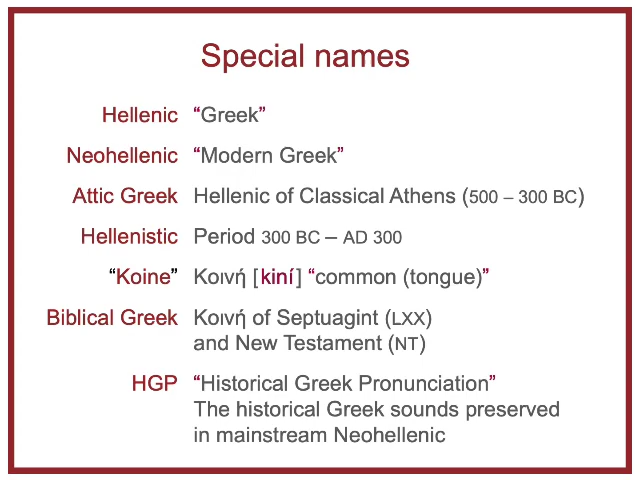 Special names
Hellenic “Greek”
Neohellenic “Modern Greek”
Attic Greek Hellenic of Classical Athens (500 – 300 BC)
Hellenistic Period 300 BC – AD 300
“Koine” Κοινή [kiní] “common (tongue)”
Biblical Greek Κοινή of Septuagint (LXX)
and New Testament (NT)
HGP “Historical Greek Pronunciation”
The historical Greek sounds preserved
in mainstream Neohellenic